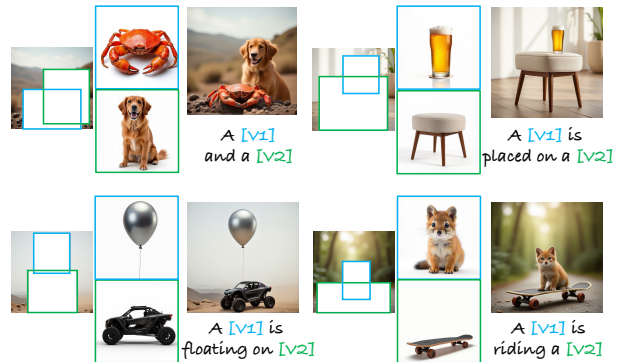 A [V1]
and a [V2]
A [V1] is
placed on a [V2]
A [V1] is
floating on [V2]
A [V1] is
riding a [V2]